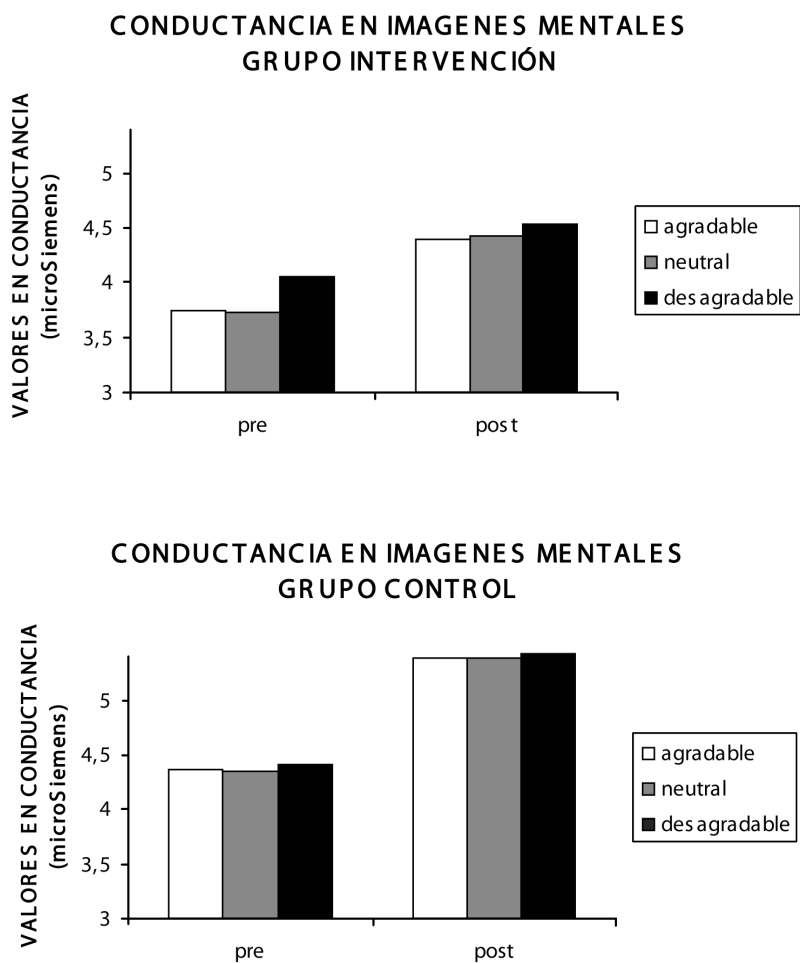 CONDUCTANCIA EN IMAGENES MENTALES
GRUPO INTERVENCIÓN
VALORES EN CONDUCTANCIA
(microSiemens)
5
4,5
4
3,5
3
pre
post
agradable
neutral
desagradable
CONDUCTANCIA EN IMAGENES MENTALES
GRUPO CONTROL
VALORES EN CONDUCTANCIA
(microSiemens)
5
4,5
4
3,5
3
pre
post
agradable
neutral
desagradable